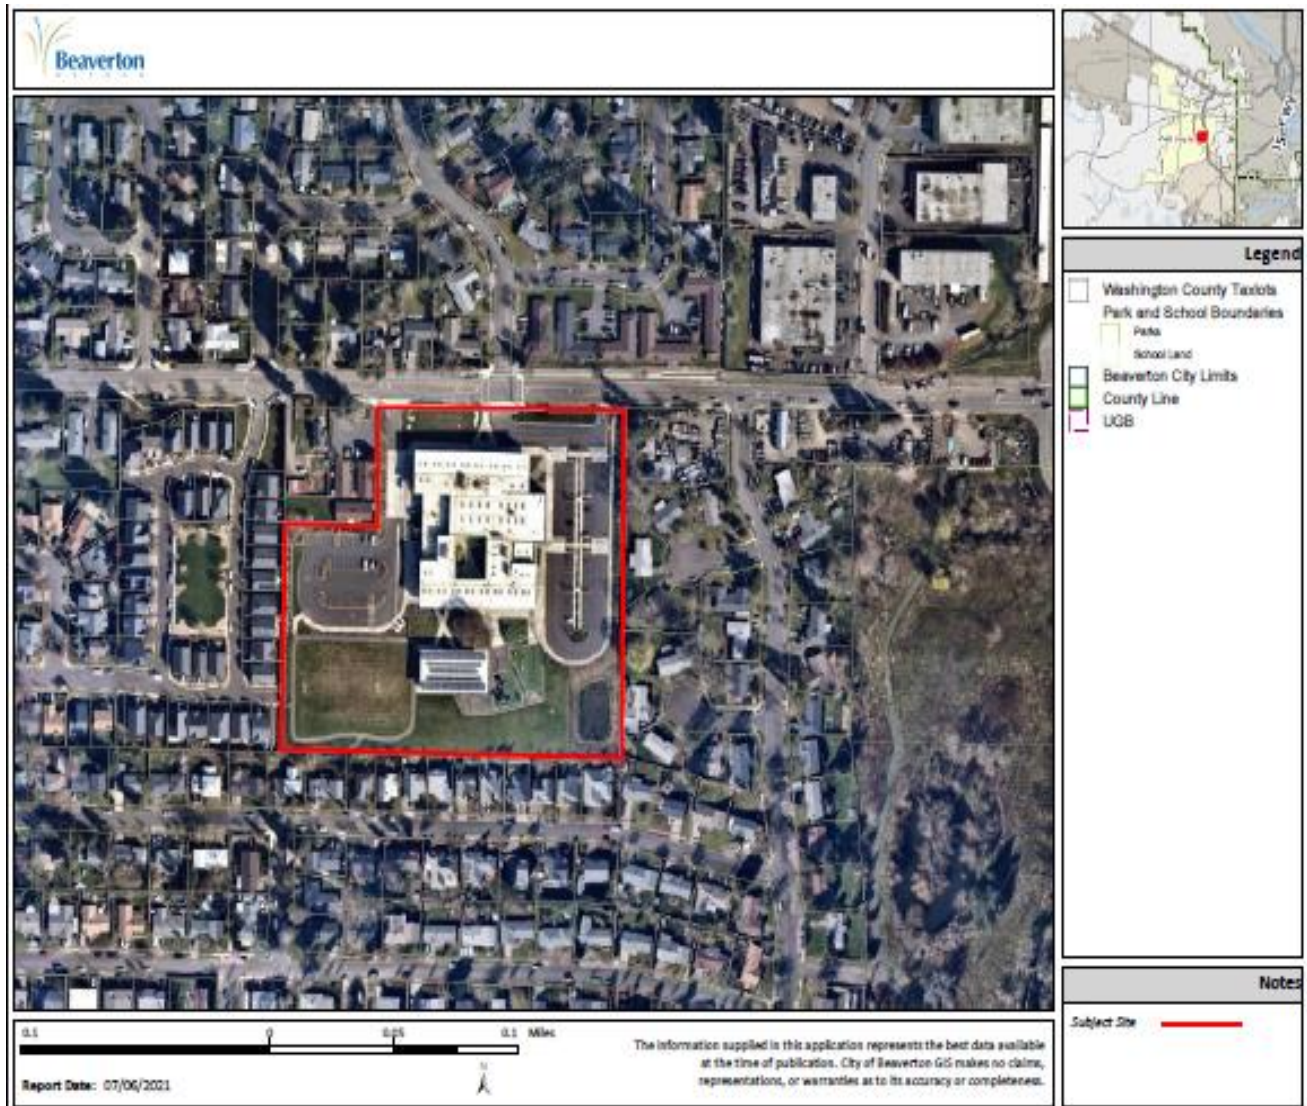 Beaverton
OREGON
Legend
Washington County Taxlots
Park and School Boundaries
Parks
School Land
Beaverton City Limits
County Line
UGB
Notes
Subject Site
0.1 0 0.05 0.1 Miles
N
The information supplied in this application represents the best data available
at the time of publication. City of Beaverton GIS makes no claims,
representations, or warranties as to its accuracy or completeness.
Report Date: 07/06/2021